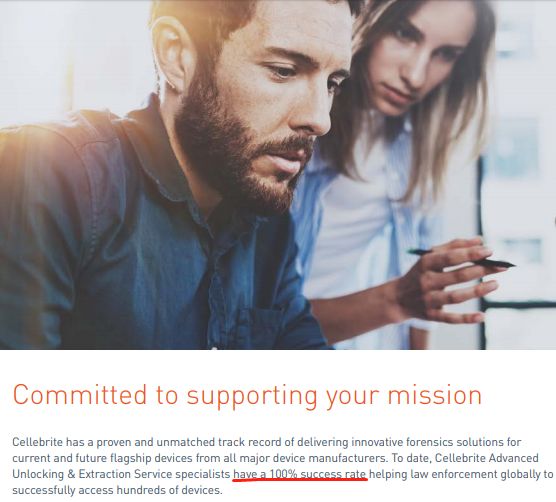 Committed to supporting your mission
Cellebrite has a proven and unmatched track record of delivering innovative forensics solutions for
current and future flagship devices from all major device manufacturers. To date, Cellebrite Advanced
Unlocking & Extraction Service specialists have a 100% success rate helping law enforcement globally to
successfully access hundreds of devices.